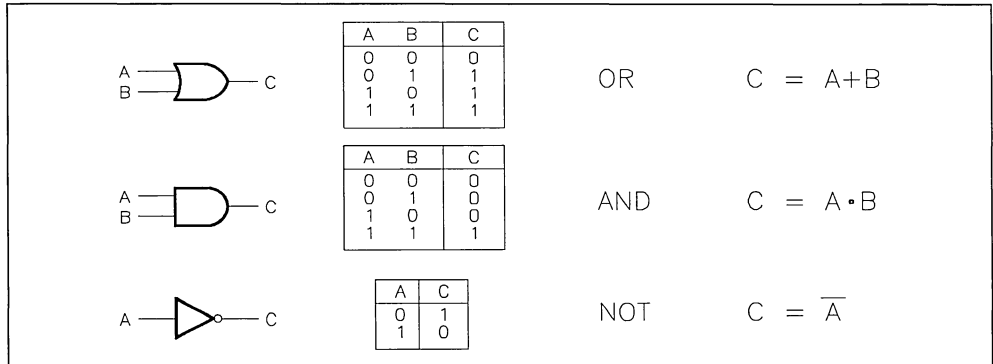 A B C
A B C
0 0 0
0 1 1
1 0 1
1 1 1
OR C = A+B
A B C
A B C
0 0 0
0 1 0
1 0 0
1 1 1
AND C = A•B
A C
A C
0 1
1 0
NOT C = A̅